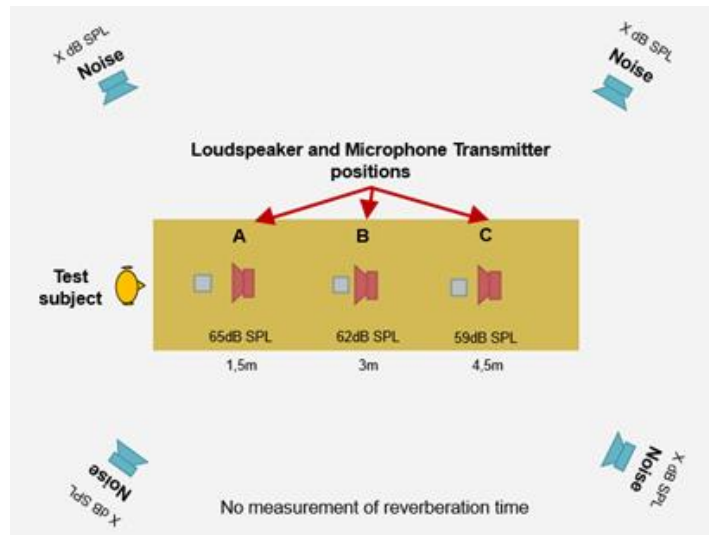 X dB SPL
Noise
X dB SPL
Noise
Loudspeaker and Microphone Transmitter
positions
A
B
C
Test
subject
65dB SPL
62dB SPL
59dB SPL
1,5m
3m
4,5m
Noise
X dB SPL
Noise
X dB SPL
No measurement of reverberation time